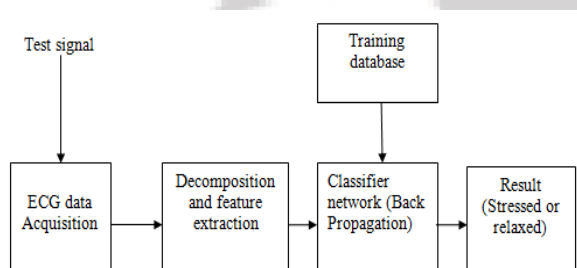 Test signal
Training
database
ECG data
Acquisition
Decomposition
and feature
extraction
Classifier
network (Back
Propagation)
Result
(Stressed or
relaxed)